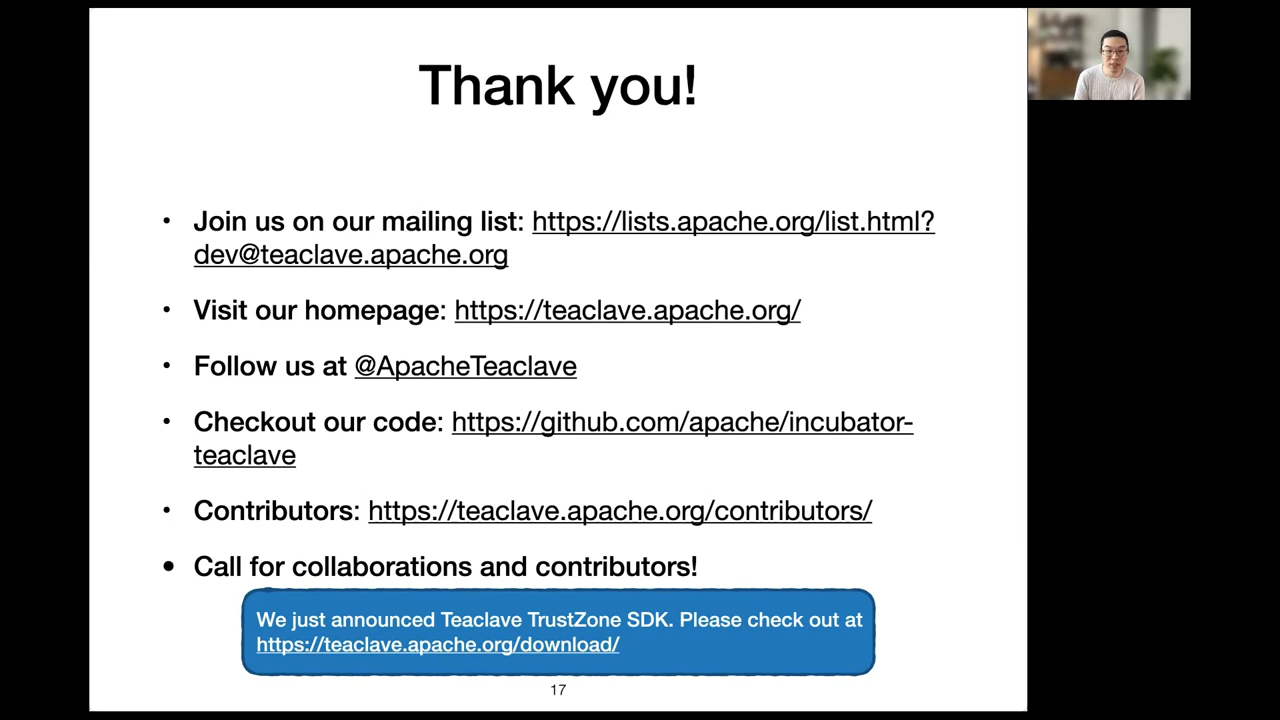 Thank you!
• Join us on our mailing list: https://lists.apache.org/list.html?
dev@teaclave.apache.org
• Visit our homepage: https://teaclave.apache.org/
• Follow us at @ApacheTeaclave
• Checkout our code: https://github.com/apache/incubator-
teaclave
• Contributors: https://teaclave.apache.org/contributors/
• Call for collaborations and contributors!
We just announced Teaclave TrustZone SDK. Please check out at
https://teaclave.apache.org/download/
17